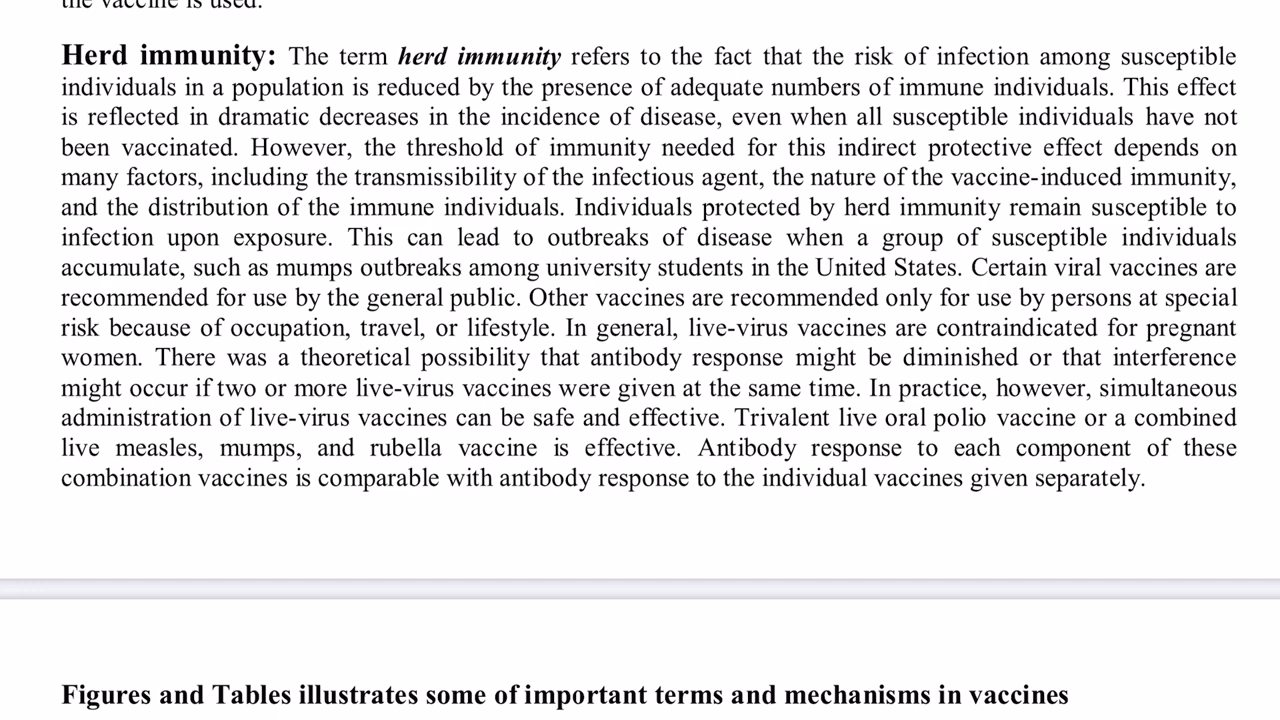 the vaccine is used.
Herd immunity: The term herd immunity refers to the fact that the risk of infection among susceptible
individuals in a population is reduced by the presence of adequate numbers of immune individuals. This effect
is reflected in dramatic decreases in the incidence of disease, even when all susceptible individuals have not
been vaccinated. However, the threshold of immunity needed for this indirect protective effect depends on
many factors, including the transmissibility of the infectious agent, the nature of the vaccine-induced immunity,
and the distribution of the immune individuals. Individuals protected by herd immunity remain susceptible to
infection upon exposure. This can lead to outbreaks of disease when a group of susceptible individuals
accumulate, such as mumps outbreaks among university students in the United States. Certain viral vaccines are
recommended for use by the general public. Other vaccines are recommended only for use by persons at special
risk because of occupation, travel, or lifestyle. In general, live-virus vaccines are contraindicated for pregnant
women. There was a theoretical possibility that antibody response might be diminished or that interference
might occur if two or more live-virus vaccines were given at the same time. In practice, however, simultaneous
administration of live-virus vaccines can be safe and effective. Trivalent live oral polio vaccine or a combined
live measles, mumps, and rubella vaccine is effective. Antibody response to each component of these
combination vaccines is comparable with antibody response to the individual vaccines given separately.
Figures and Tables illustrates some of important terms and mechanisms in vaccines